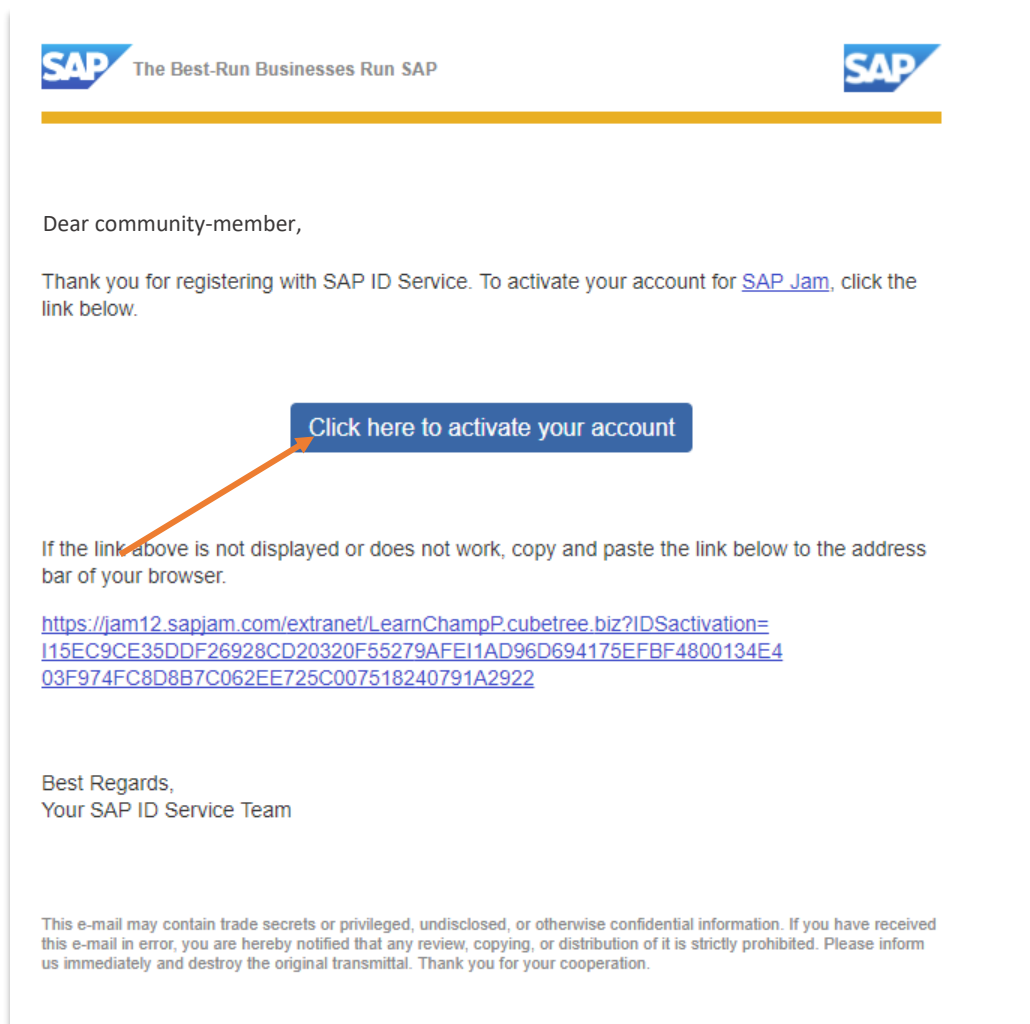 SAP The Best-Run Businesses Run SAP SAP
Dear community-member,
Thank you for registering with SAP ID Service. To activate your account for SAP Jam, click the
link below.
Click here to activate your account
If the link above is not displayed or does not work, copy and paste the link below to the address
bar of your browser.
https://jam12.sapjam.com/extranet/LearnChampP.cubetree.biz?IDSactivation=
I15EC9CE35DDF26928CD20320F55279AFEI1AD96D694175EFBF4800134E4
03F974FC8D8B7C062EE725C007518240791A2922
Best Regards,
Your SAP ID Service Team
This e-mail may contain trade secrets or privileged, undisclosed, or otherwise confidential information. If you have received
this e-mail in error, you are hereby notified that any review, copying, or distribution of it is strictly prohibited. Please inform
us immediately and destroy the original transmittal. Thank you for your cooperation.